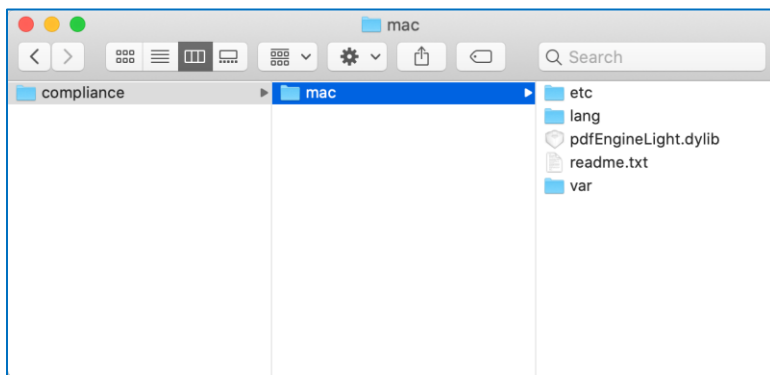 mac
Search
compliance
mac
etc
lang
pdfEngineLight.dylib
readme.txt
var